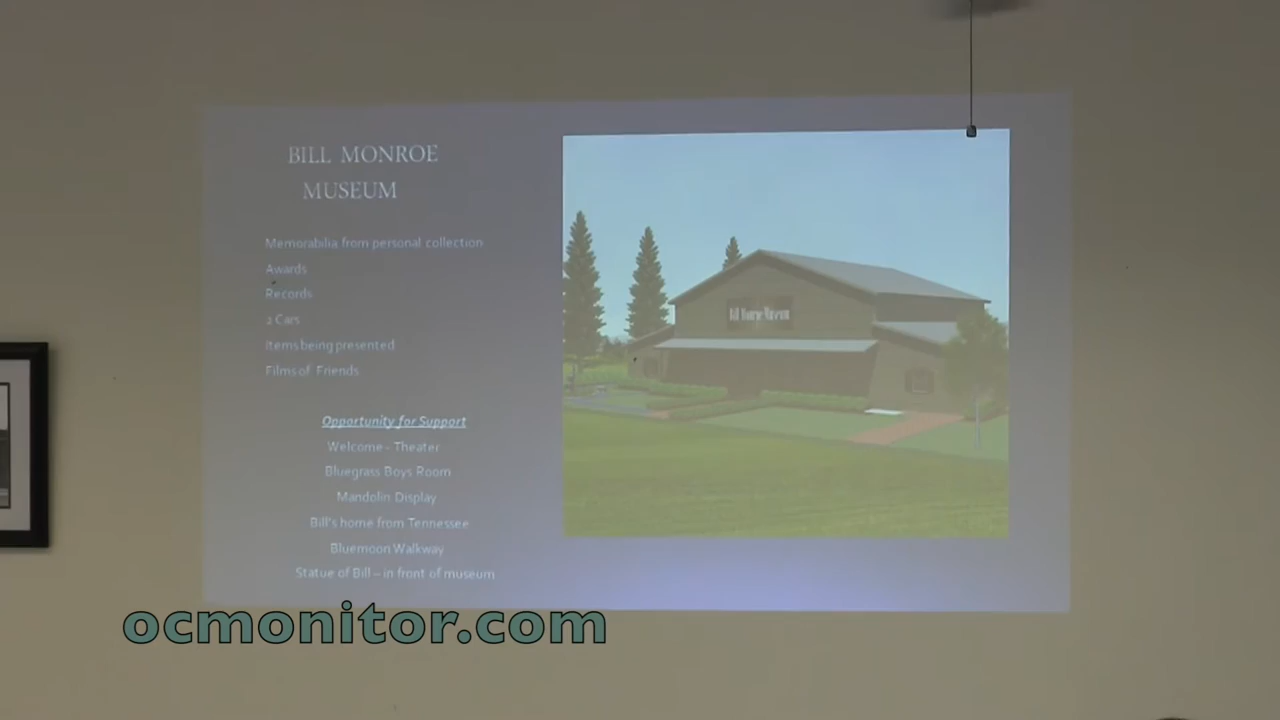 BILL MONROE
MUSEUM
Memorabilia from personal collection
Awards
Records
2 Cars
Items being presented
Films of Friends
Opportunity for Support
Welcome - Theater
Bluegrass Boys Room
Mandolin Display
Bill's home from Tennessee
Bluemoon Walkway
Statue of Bill – in front of museum
ocmonitor.com